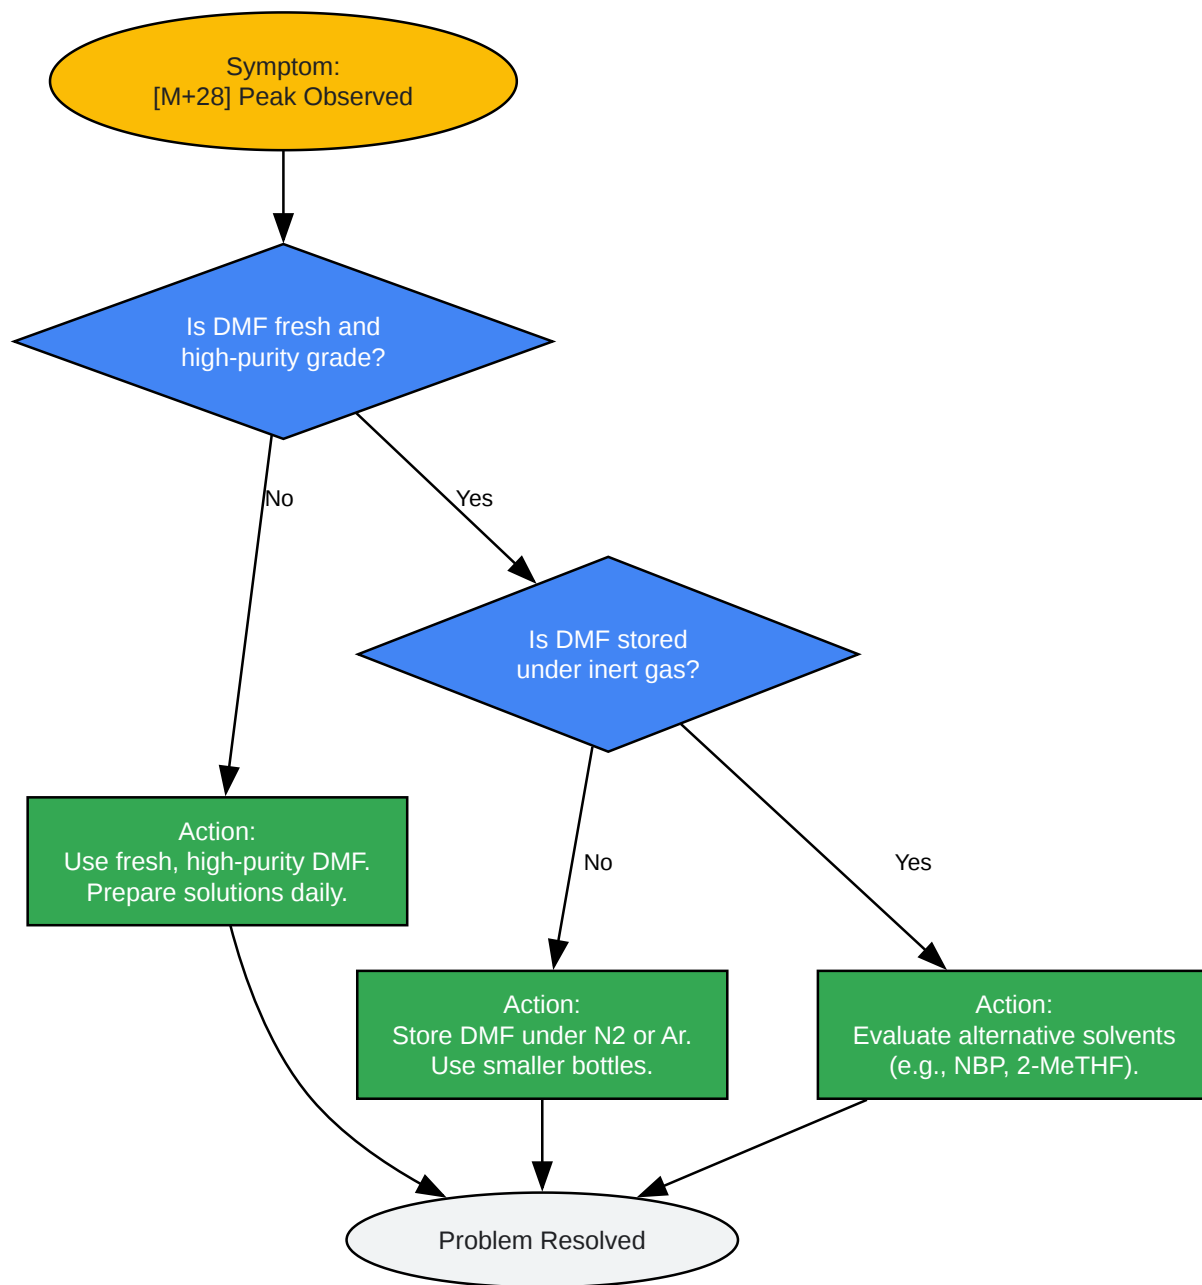 Symptom:
[M+28] Peak Observed
Is DMF fresh and
high-purity grade?
No
Yes
Is DMF stored
under inert gas?
Action:
Use fresh, high-purity DMF.
Prepare solutions daily.
No
Yes
Action:
Store DMF under N2 or Ar.
Use smaller bottles.
Action:
Evaluate alternative solvents
(e.g., NBP, 2-MeTHF).
Problem Resolved